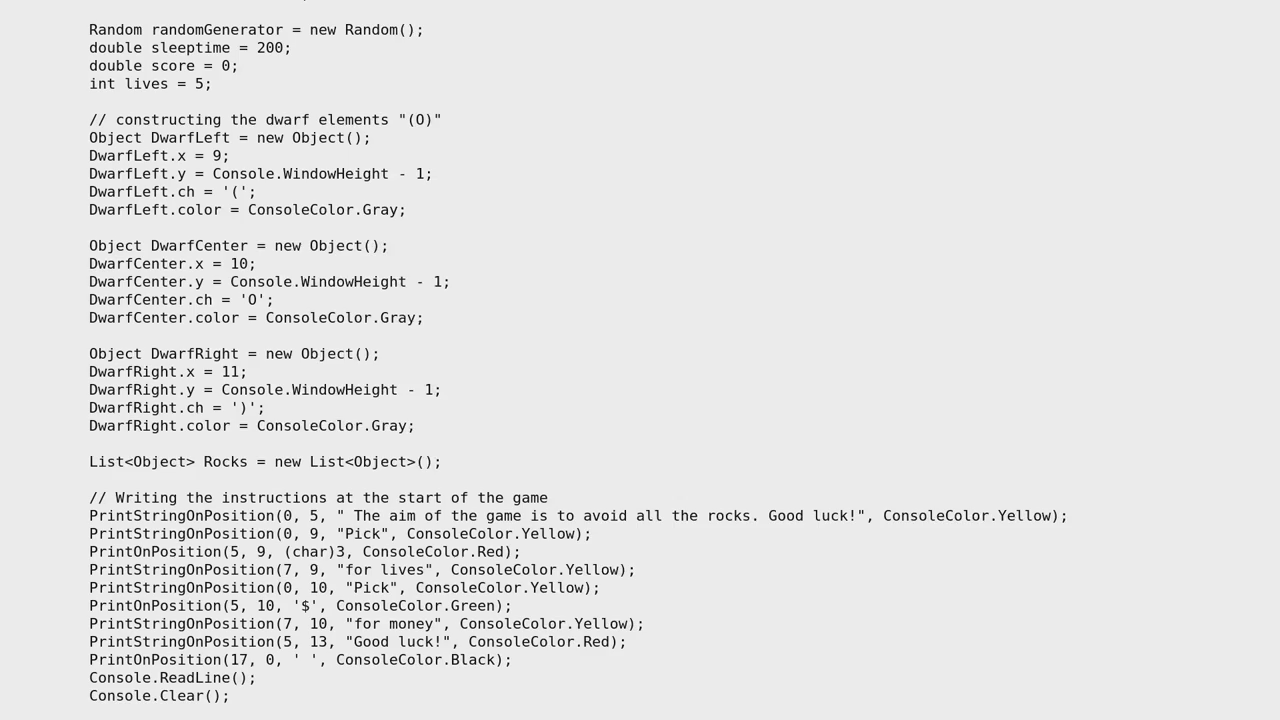 Random randomGenerator = new Random();
double sleeptime = 200;
double score = 0;
int lives = 5;
// constructing the dwarf elements "(O)"
Object DwarfLeft = new Object();
DwarfLeft.x = 9;
DwarfLeft.y = Console.WindowHeight - 1;
DwarfLeft.ch = '(';
DwarfLeft.color = ConsoleColor.Gray;
Object DwarfCenter = new Object();
DwarfCenter.x = 10;
DwarfCenter.y = Console.WindowHeight - 1;
DwarfCenter.ch = 'O';
DwarfCenter.color = ConsoleColor.Gray;
Object DwarfRight = new Object();
DwarfRight.x = 11;
DwarfRight.y = Console.WindowHeight - 1;
DwarfRight.ch = ')';
DwarfRight.color = ConsoleColor.Gray;
List<Object> Rocks = new List<Object>();
// Writing the instructions at the start of the game
PrintStringOnPosition(0, 5, " The aim of the game is to avoid all the rocks. Good luck!", ConsoleColor.Yellow);
PrintStringOnPosition(0, 9, "Pick", ConsoleColor.Yellow);
PrintOnPosition(5, 9, (char)3, ConsoleColor.Red);
PrintStringOnPosition(7, 9, "for lives", ConsoleColor.Yellow);
PrintStringOnPosition(0, 10, "Pick", ConsoleColor.Yellow);
PrintOnPosition(5, 10, '$', ConsoleColor.Green);
PrintStringOnPosition(7, 10, "for money", ConsoleColor.Yellow);
PrintStringOnPosition(5, 13, "Good luck!", ConsoleColor.Red);
PrintOnPosition(17, 0, ' ', ConsoleColor.Black);
Console.ReadLine();
Console.Clear();